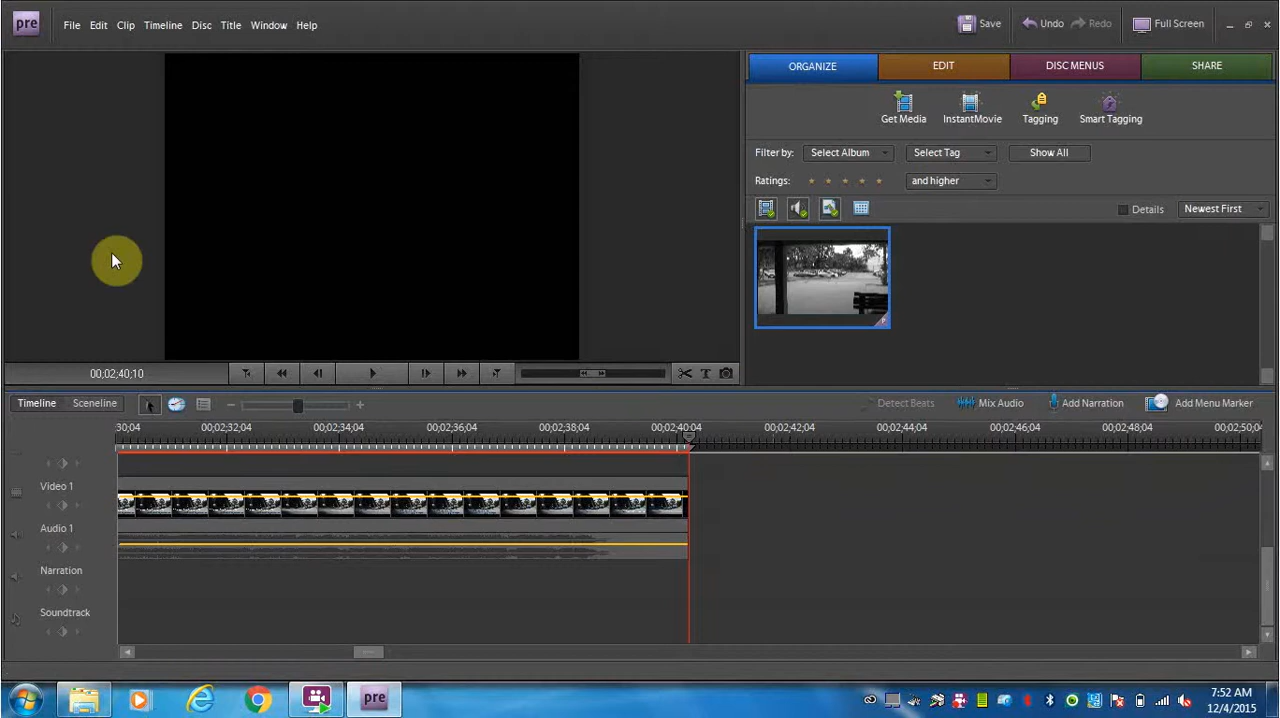 pre File Edit Clip Timeline Disc Title Window Help Save Undo Redo Full Screen
ORGANIZE EDIT DISC MENUS SHARE
Get Media InstantMovie Tagging Smart Tagging
Filter by: Select Album Select Tag Show All
Ratings: and higher
Details Newest First
00;02;40;10
Timeline Sceneline Detect Beats Mix Audio Add Narration Add Menu Marker
30;04 00;02;32;04 00;02;34;04 00;02;36;04 00;02;38;04 00;02;40;04 00;02;42;04 00;02;44;04 00;02;46;04 00;02;48;04 00;02;50;04
Video 1
Audio 1
Narration
Soundtrack
pre
7:52 AM
12/4/2015